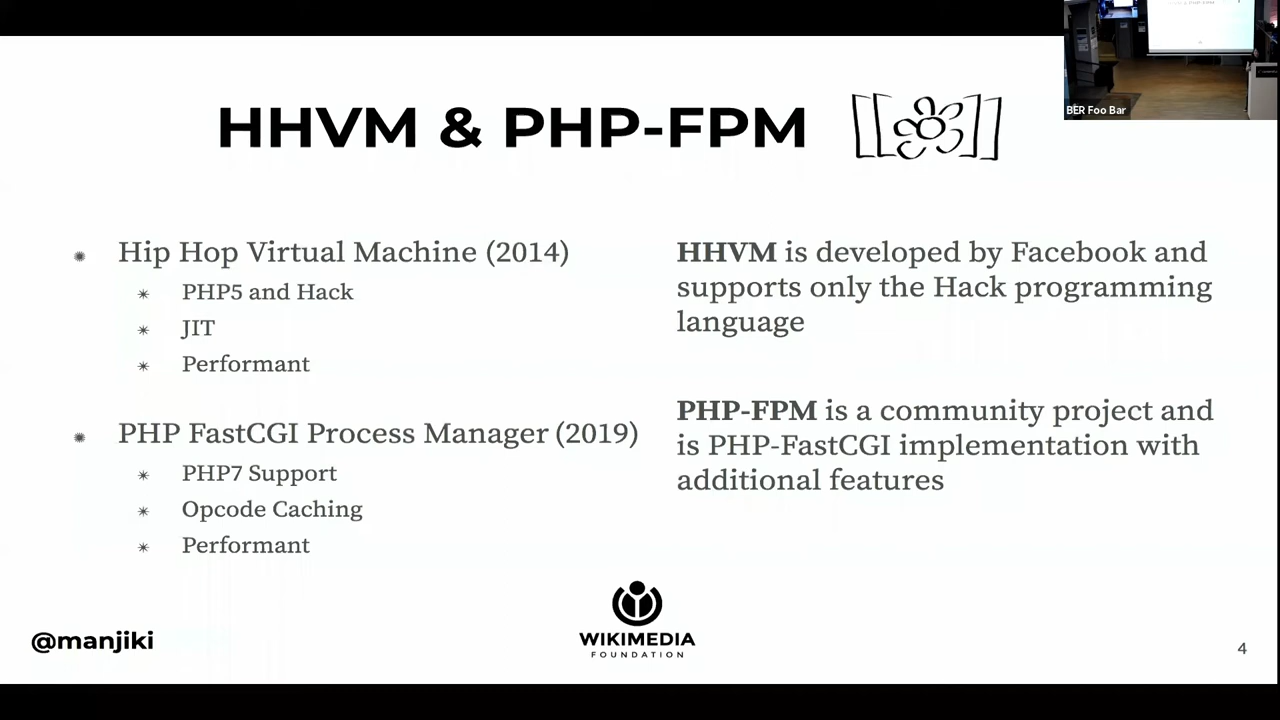 HHVM & PHP-FPM
BER Foo Bar
Hip Hop Virtual Machine (2014)
PHP5 and Hack
JIT
Performant
PHP FastCGI Process Manager (2019)
PHP7 Support
Opcode Caching
Performant
HHVM is developed by Facebook and
supports only the Hack programming
language
PHP-FPM is a community project and
is PHP-FastCGI implementation with
additional features
@manjiki
WIKIMEDIA
FOUNDATION
4